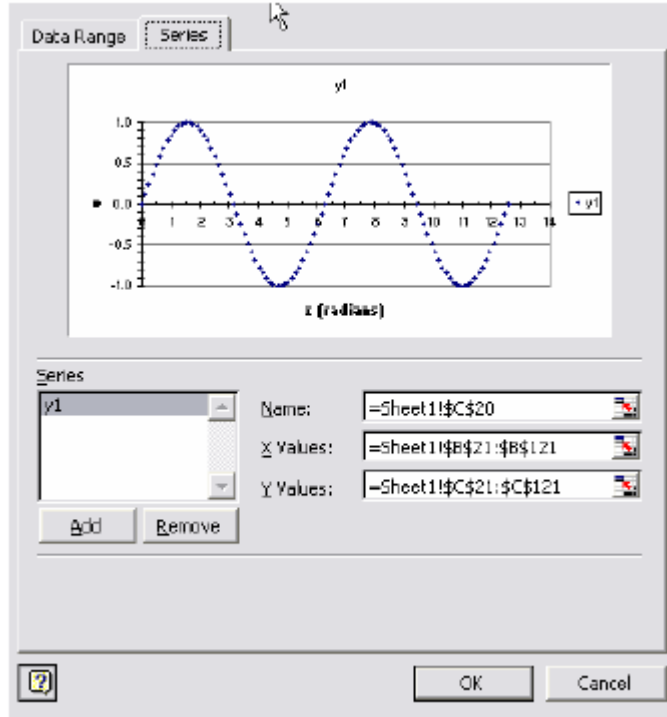 Data Range Series
y1
1.0
0.5
0.0
1 2 3 4 5 6 7 8 9 10 11 12 13 14
y1
-0.5
-1.0
x (radians)
Series
y1
Name: =Sheet1!$C$20
X Values: =Sheet1!$B$21:$B$121
Y Values: =Sheet1!$C$21:$C$121
Add Remove
? OK Cancel